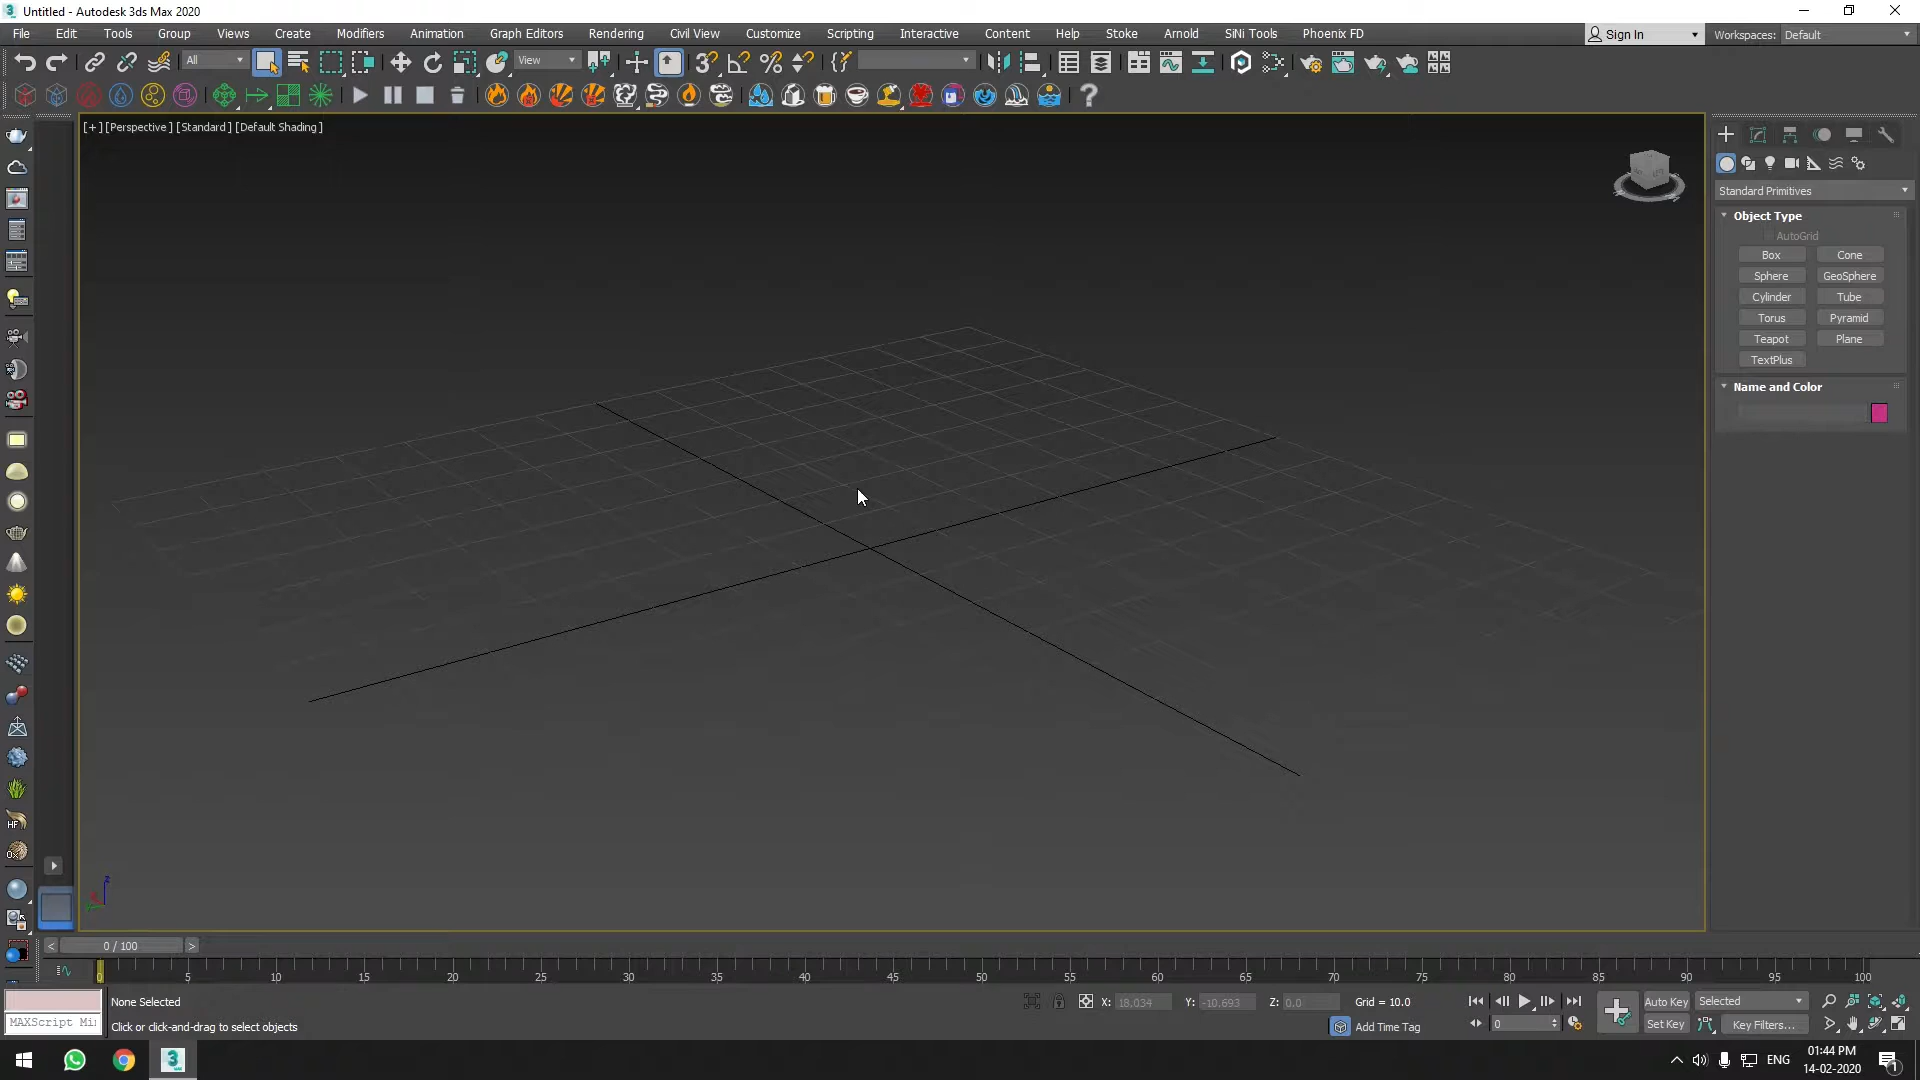 Untitled - Autodesk 3ds Max 2020
File Edit Tools Group Views Create Modifiers Animation Graph Editors Rendering Civil View Customize Scripting Interactive Content Help Stoke Arnold SiNi Tools Phoenix FD Sign In Workspaces: Default
All View
[+] [Perspective] [Standard] [Default Shading]
Standard Primitives
Object Type
AutoGrid
Box Cone
Sphere GeoSphere
Cylinder Tube
Torus Pyramid
Teapot Plane
TextPlus
Name and Color
HF
z
< 0 / 100 >
0 5 10 15 20 25 30 35 40 45 50 55 60 65 70 75 80 85 90 95 100
None Selected X: 18.034 Y: -10.693 Z: 0.0 Grid = 10.0 Auto Key Selected
MAXScript Mi Click or click-and-drag to select objects Add Time Tag 0 Set Key Key Filters...
3 ENG 01:44 PM
14-02-2020 1